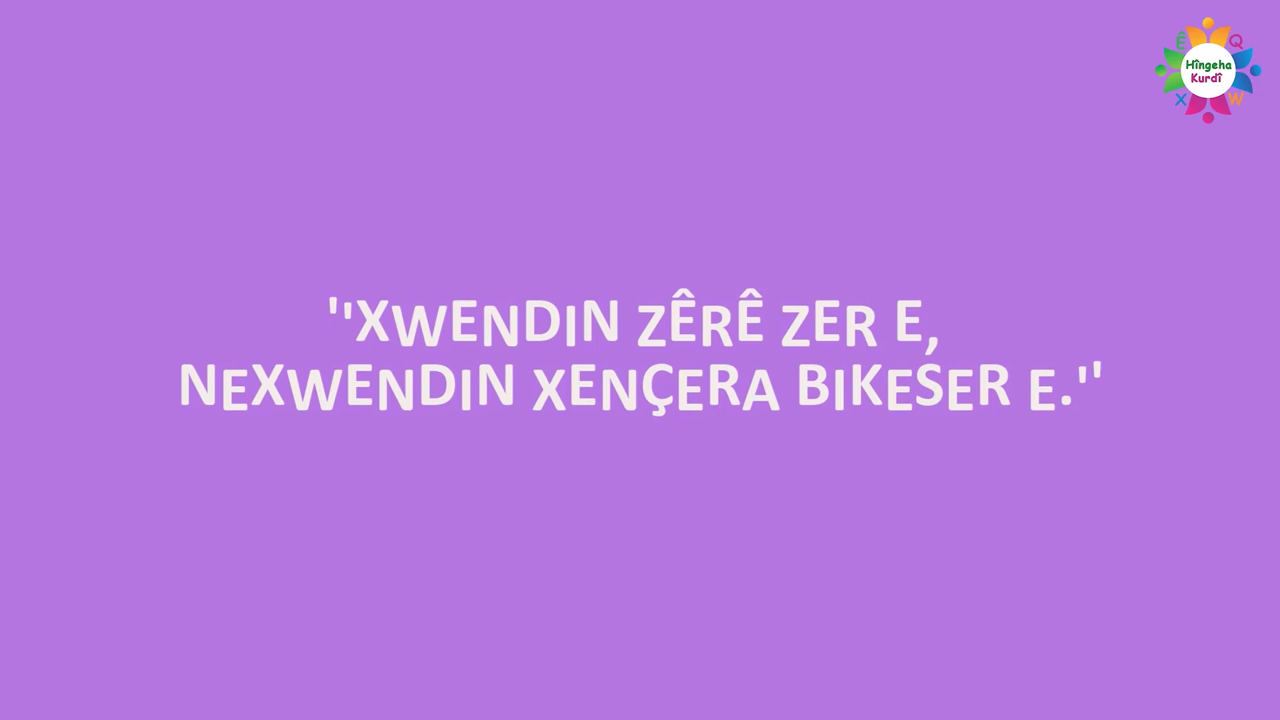 Ê Q
Hîngeha
Kurdî
X W
''XWENDIN ZÊRÊ ZER E,
NEXWENDIN XENÇERA BIKESER E.''